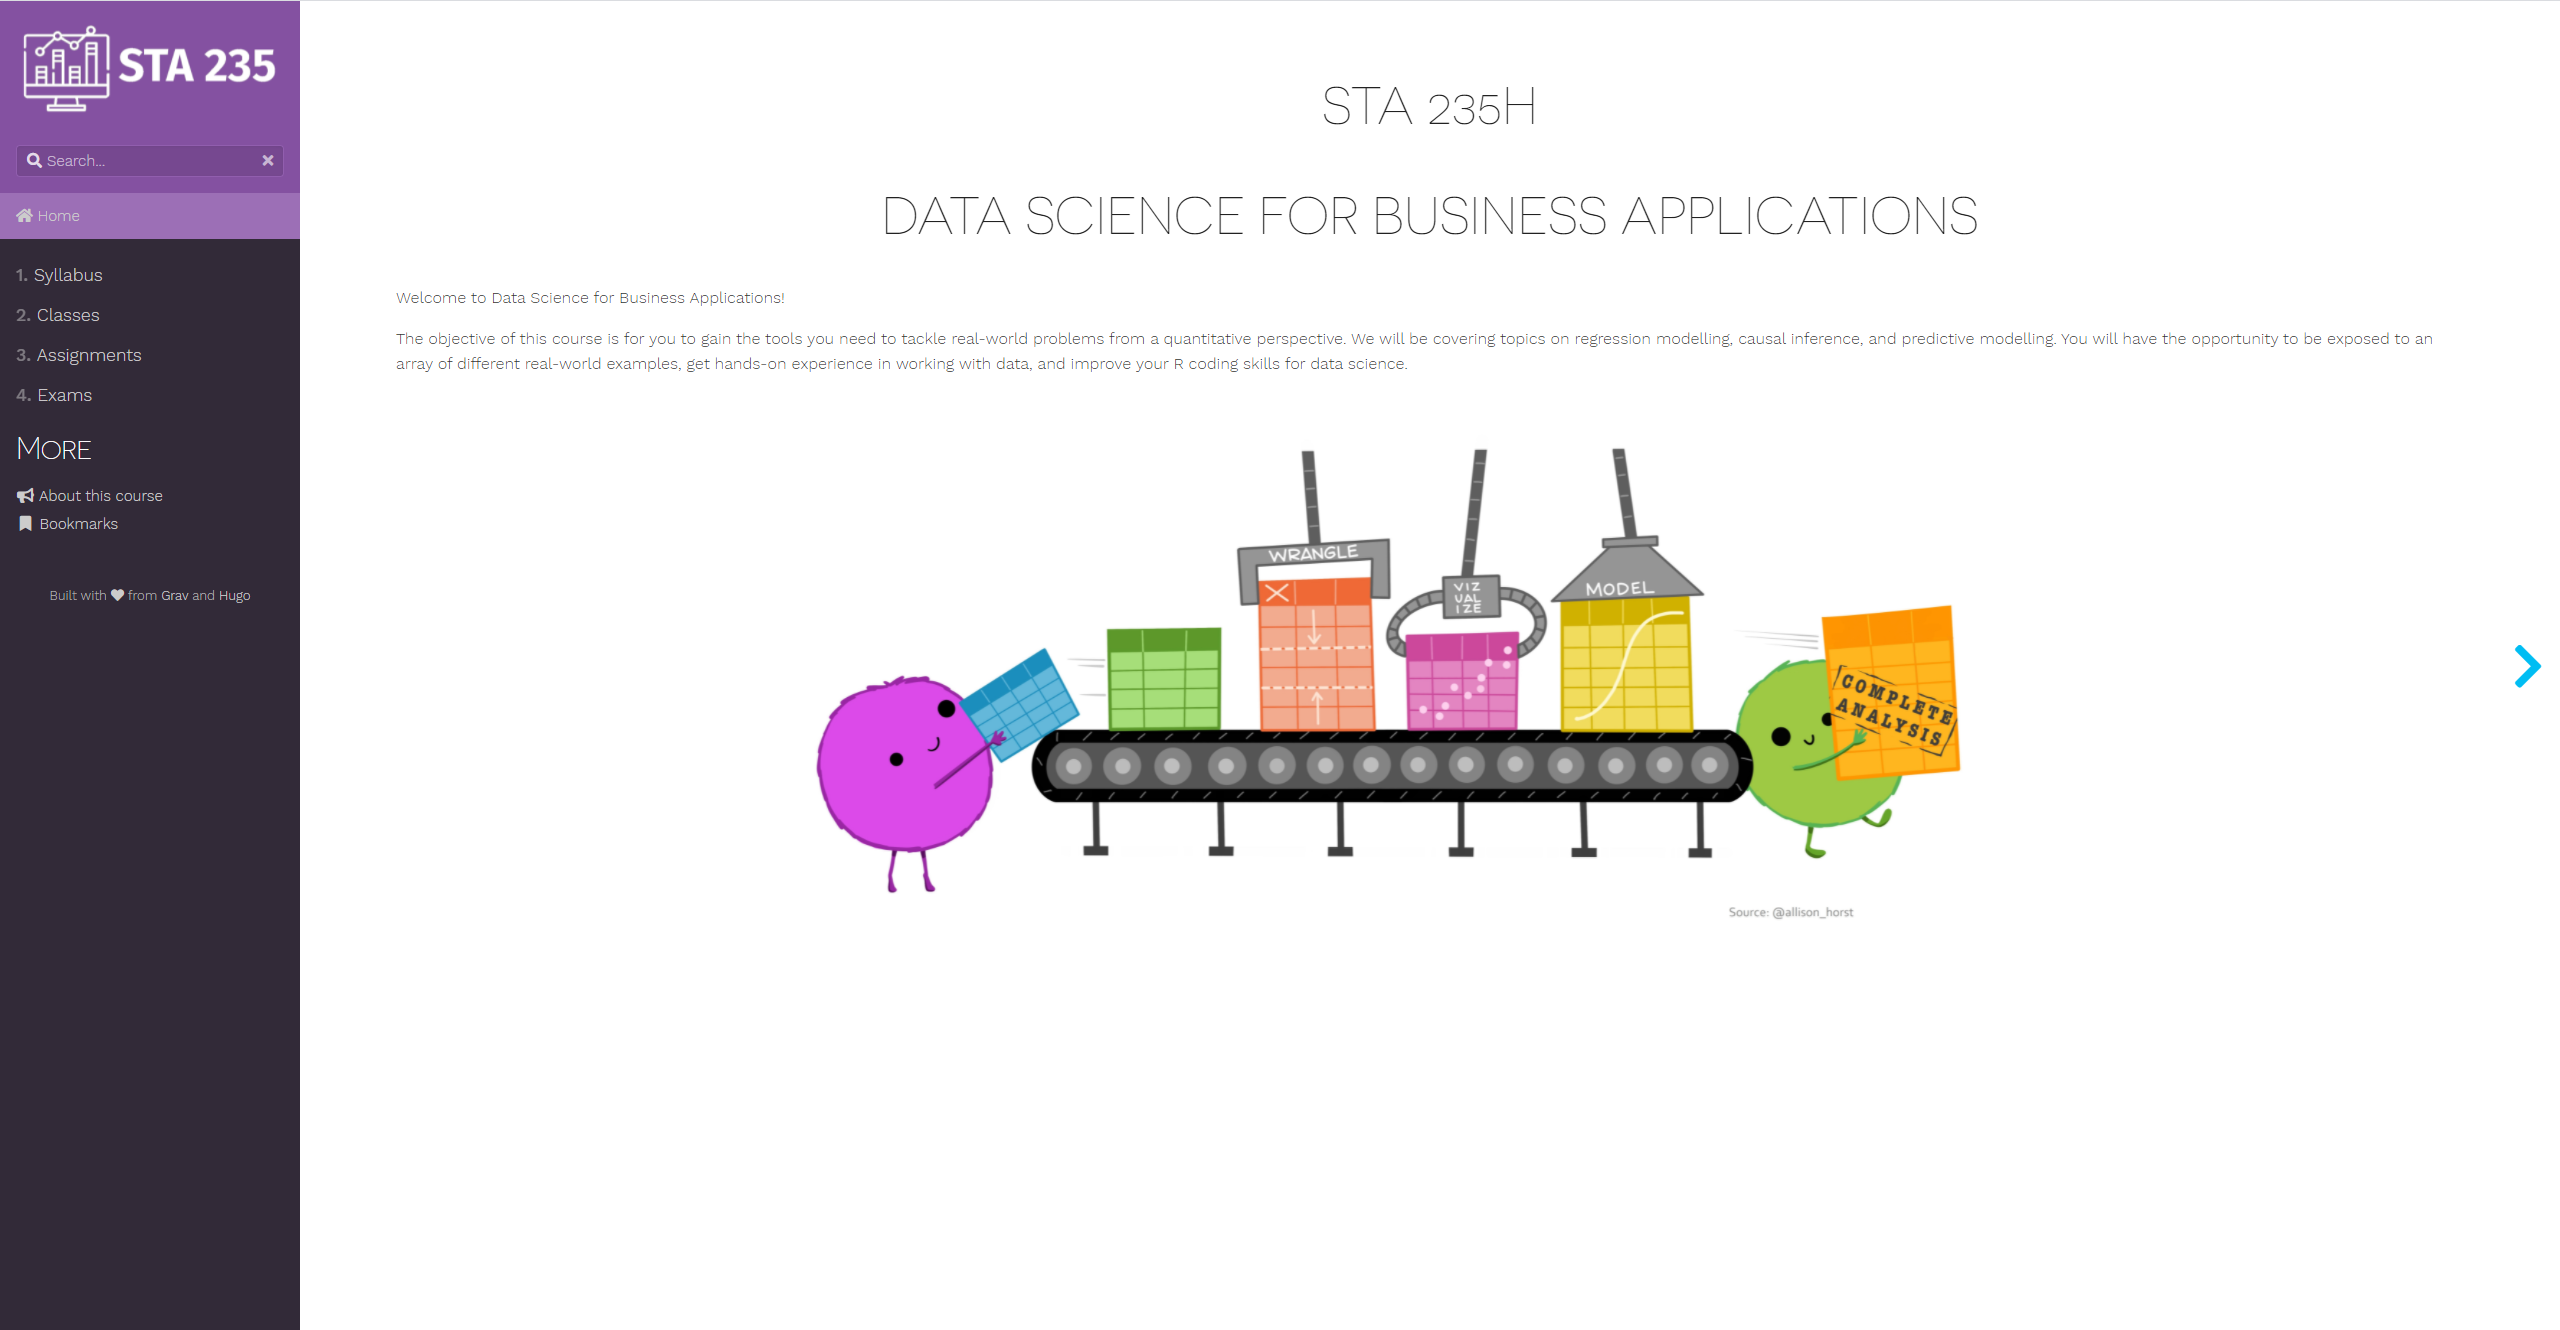 STA 235
Search...
Home
1. Syllabus
2. Classes
3. Assignments
4. Exams
MORE
About this course
Bookmarks
Built with from Grav and Hugo
STA 235H
DATA SCIENCE FOR BUSINESS APPLICATIONS
Welcome to Data Science for Business Applications!
The objective of this course is for you to gain the tools you need to tackle real-world problems from a quantitative perspective. We will be covering topics on regression modelling, causal inference, and predictive modelling. You will have the opportunity to be exposed to an
array of different real-world examples, get hands-on experience in working with data, and improve your R coding skills for data science.
WRANGLE
VIZ
UAL
IZE
MODEL
COMPLETE
ANALYSIS
Source: @allison_horst